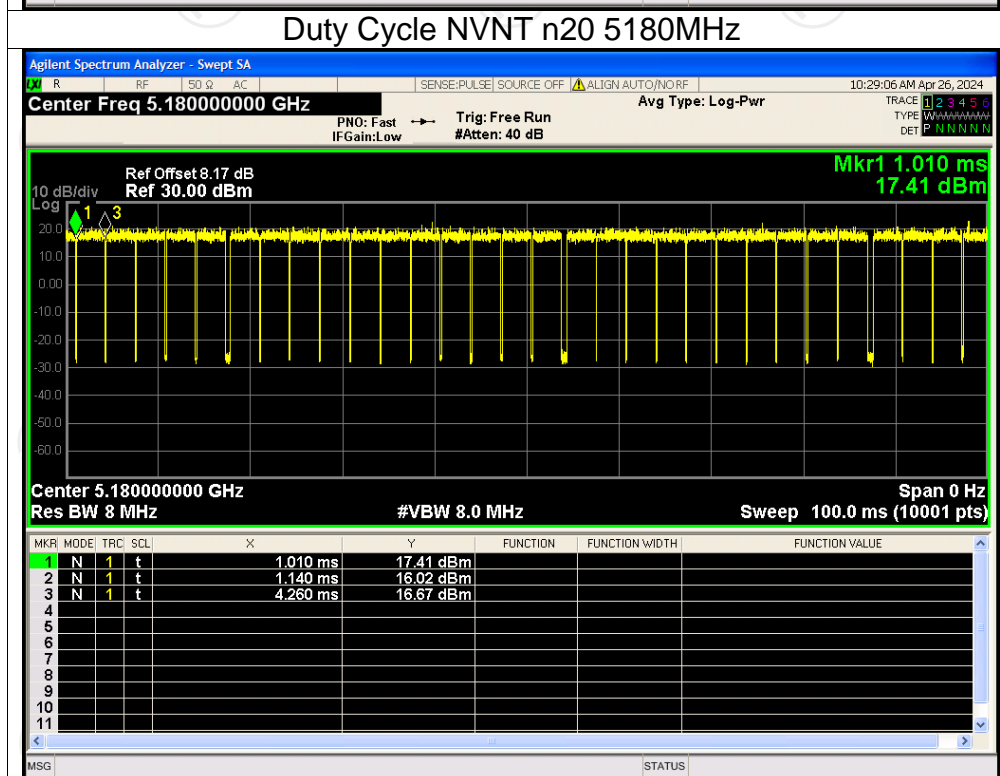 Duty Cycle NVNT n20 5180MHz
Agilent Spectrum Analyzer - Swept SA
LXI R RF 50 Ω AC SENSE:PULSE SOURCE OFF ALIGN AUTO/NO RF 10:29:06 AM Apr 26, 2024
Center Freq 5.180000000 GHz Avg Type: Log-Pwr TRACE 1 2 3 4 5 6
PNO: Fast Trig: Free Run TYPE W
IFGain:Low #Atten: 40 dB DET P N N N N N
Mkr1 1.010 ms
Ref Offset 8.17 dB
10 dB/div Ref 30.00 dBm 17.41 dBm
Log
1 3
20.0
10.0
0.00
-10.0
-20.0
-30.0
-40.0
-50.0
-60.0
Center 5.180000000 GHz Span 0 Hz
Res BW 8 MHz #VBW 8.0 MHz Sweep 100.0 ms (10001 pts)
MKR MODE TRC SCL X Y FUNCTION FUNCTION WIDTH FUNCTION VALUE
1 N 1 t 1.010 ms 17.41 dBm
2 N 1 t 1.140 ms 16.02 dBm
3 N 1 t 4.260 ms 16.67 dBm
4
5
6
7
8
9
10
11
MSG STATUS